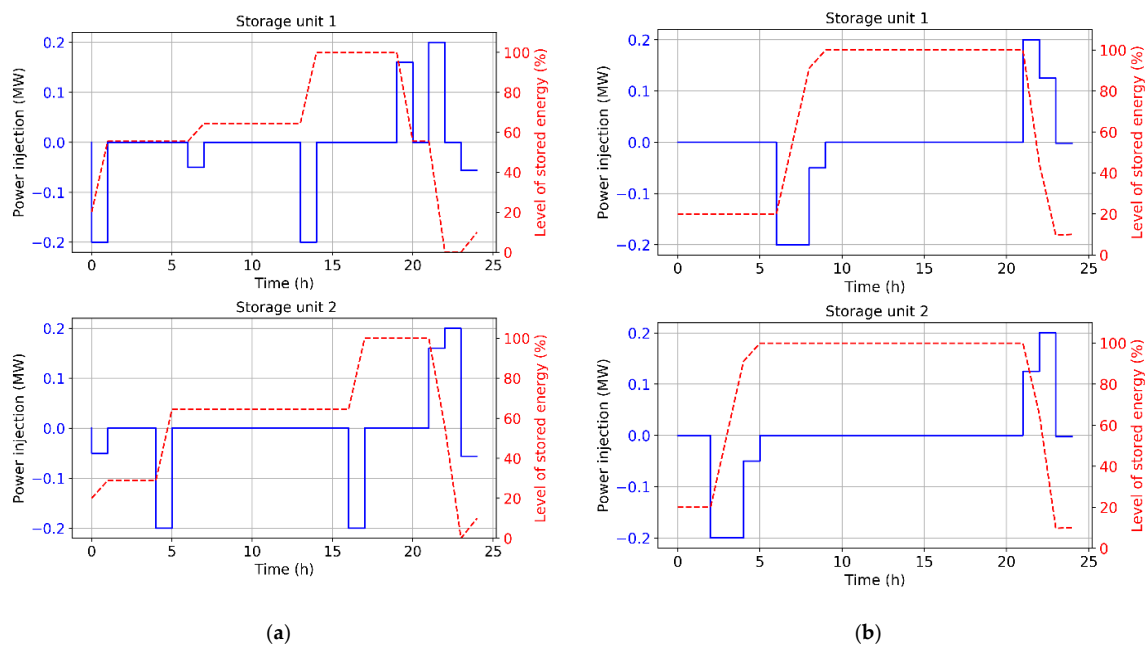 Storage unit 1
Power injection (MW)
0.2
0.1
0.0
−0.1
−0.2
0 5 10 15 20 25
Time (h)
100
80
60
40
20
0
Level of stored energy (%)
Storage unit 2
Power injection (MW)
0.2
0.1
0.0
−0.1
−0.2
0 5 10 15 20 25
Time (h)
100
80
60
40
20
0
Level of stored energy (%)
(a)
Storage unit 1
Power injection (MW)
0.2
0.1
0.0
−0.1
−0.2
0 5 10 15 20 25
Time (h)
100
80
60
40
20
0
Level of stored energy (%)
Storage unit 2
Power injection (MW)
0.2
0.1
0.0
−0.1
−0.2
0 5 10 15 20 25
Time (h)
100
80
60
40
20
0
Level of stored energy (%)
(b)